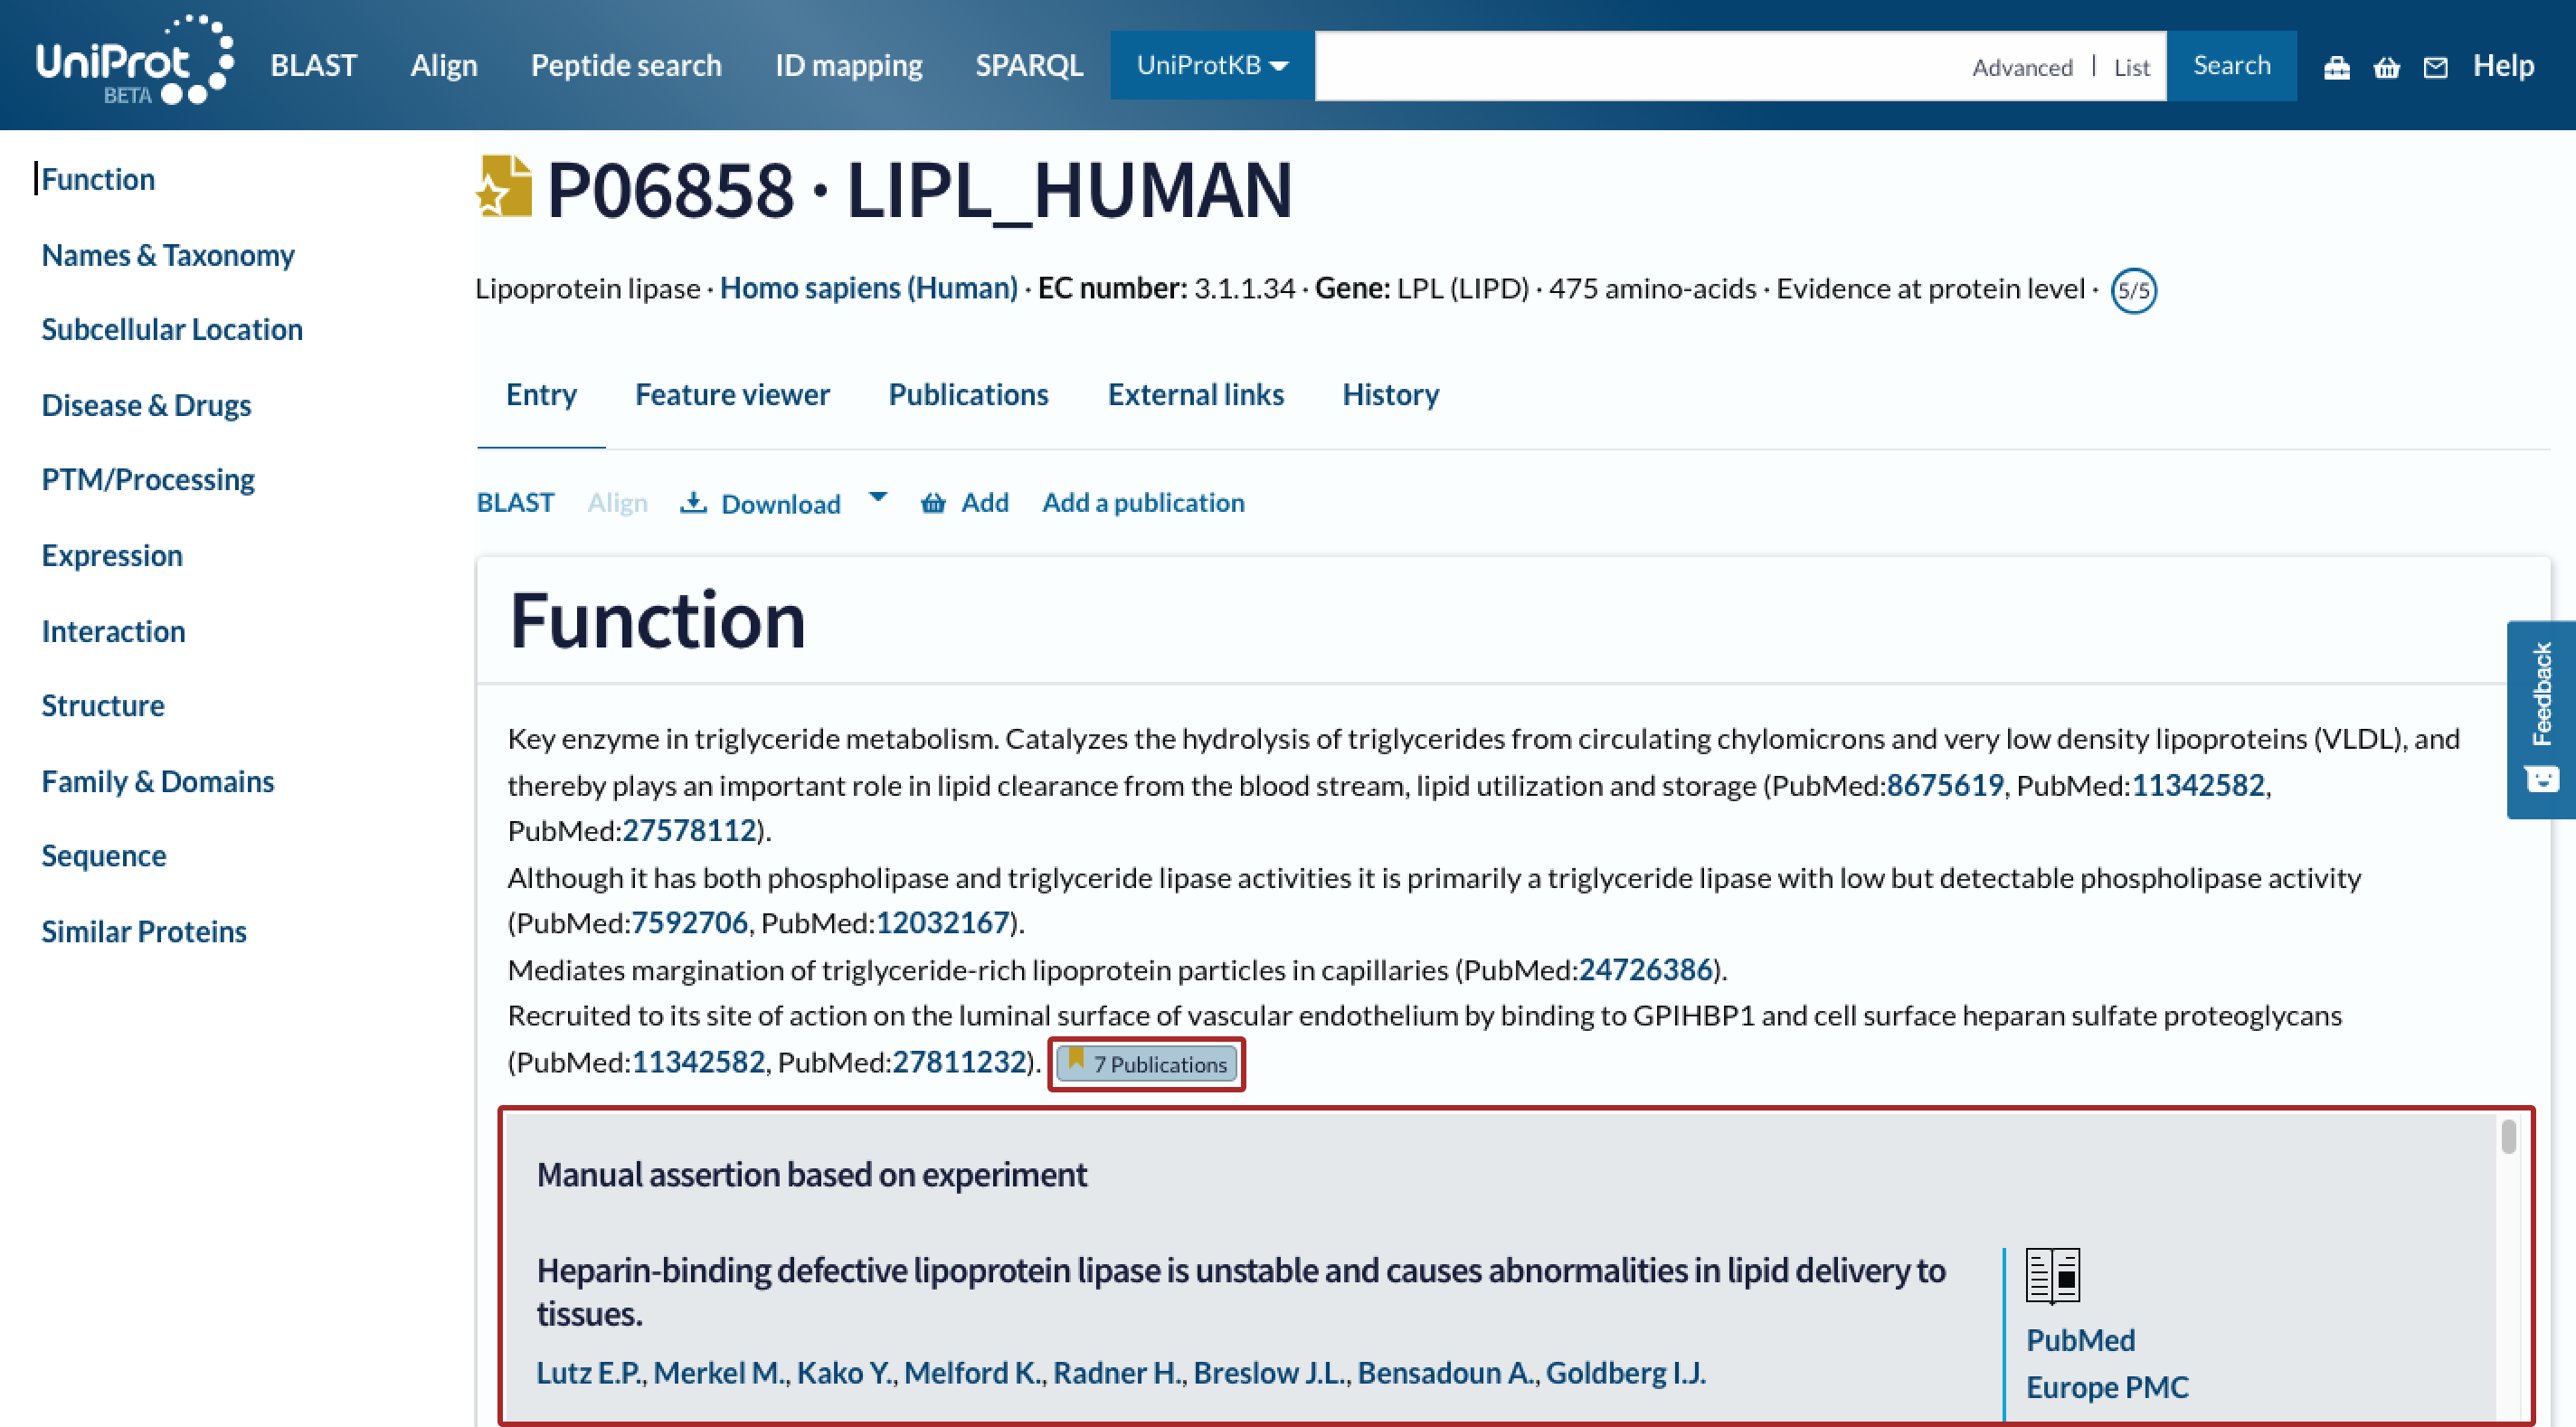 UniProt
BETA
BLAST Align Peptide search ID mapping SPARQL UniProtKB Advanced | List Search Help
Function
Names & Taxonomy
Subcellular Location
Disease & Drugs
PTM/Processing
Expression
Interaction
Structure
Family & Domains
Sequence
Similar Proteins
P06858 · LIPL_HUMAN
Lipoprotein lipase · Homo sapiens (Human) · EC number: 3.1.1.34 · Gene: LPL (LIPD) · 475 amino-acids · Evidence at protein level · 5/5
Entry Feature viewer Publications External links History
BLAST Align Download Add Add a publication
Function
Key enzyme in triglyceride metabolism. Catalyzes the hydrolysis of triglycerides from circulating chylomicrons and very low density lipoproteins (VLDL), and
thereby plays an important role in lipid clearance from the blood stream, lipid utilization and storage (PubMed:8675619, PubMed:11342582,
PubMed:27578112).
Although it has both phospholipase and triglyceride lipase activities it is primarily a triglyceride lipase with low but detectable phospholipase activity
(PubMed:7592706, PubMed:12032167).
Mediates margination of triglyceride-rich lipoprotein particles in capillaries (PubMed:24726386).
Recruited to its site of action on the luminal surface of vascular endothelium by binding to GPIHBP1 and cell surface heparan sulfate proteoglycans
(PubMed:11342582, PubMed:27811232). 7 Publications
Manual assertion based on experiment
Heparin-binding defective lipoprotein lipase is unstable and causes abnormalities in lipid delivery to
tissues.
Lutz E.P., Merkel M., Kako Y., Melford K., Radner H., Breslow J.L., Bensadoun A., Goldberg I.J.
PubMed
Europe PMC
Feedback